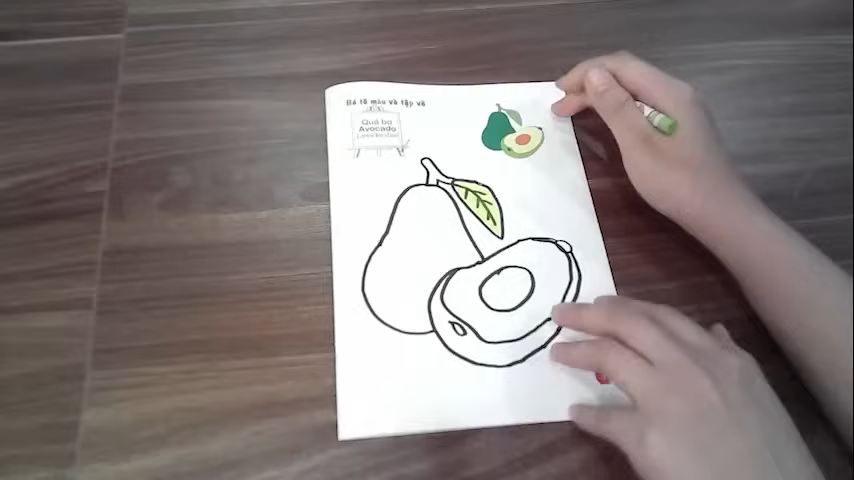 Bé tô màu và tập vẽ
Quả bơ
Avocado